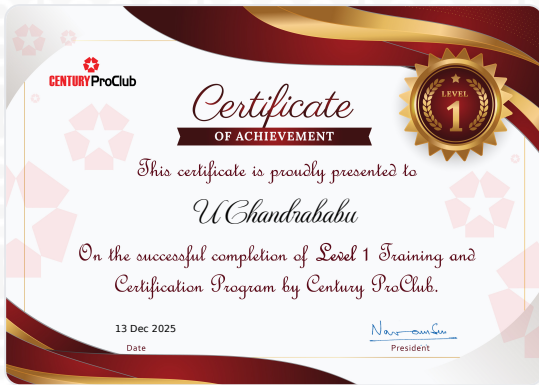 CENTURY ProClub
LEVEL
1
Certificate
OF ACHIEVEMENT
This certificate is proudly presented to
U Chandrababu
On the successful completion of Level 1 Training and
Certification Program by Century ProClub.
13 Dec 2025
Date
President